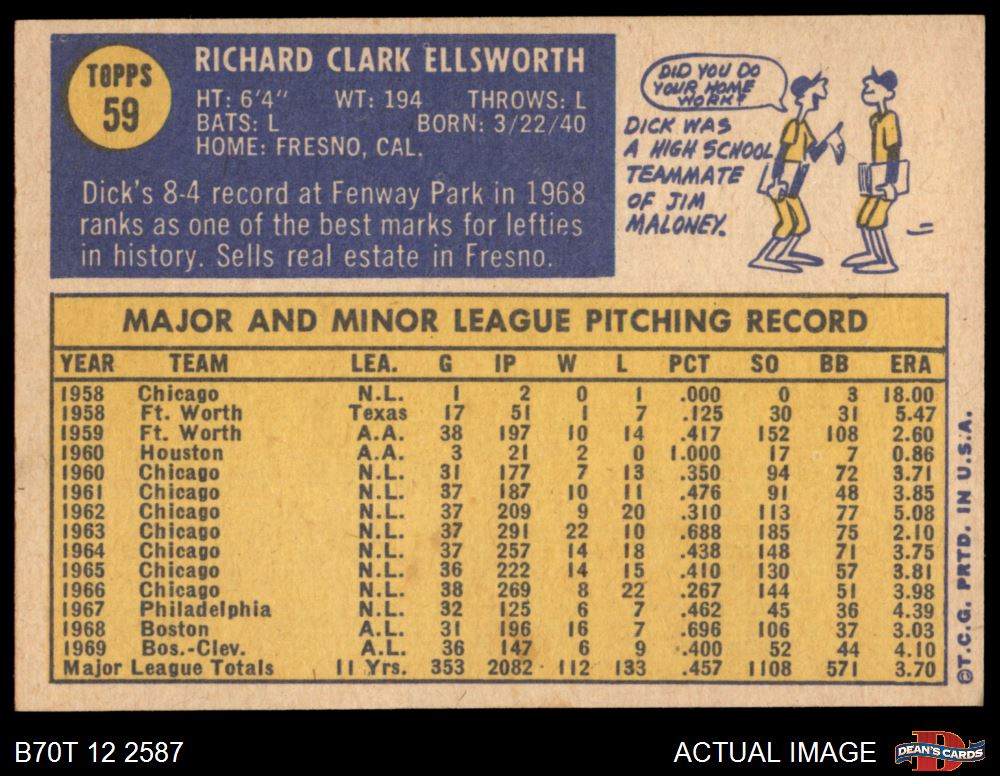 TOPPS
59
RICHARD CLARK ELLSWORTH
HT: 6'4" WT: 194 THROWS: L
BATS: L BORN: 3/22/40
HOME: FRESNO, CAL.
Dick's 8-4 record at Fenway Park in 1968
ranks as one of the best marks for lefties
in history. Sells real estate in Fresno.
DID YOU DO
YOUR HOME
WORK?
DICK WAS
A HIGH SCHOOL
TEAMMATE
OF JIM
MALONEY.
MAJOR AND MINOR LEAGUE PITCHING RECORD
YEAR TEAM LEA. G IP W L PCT SO BB ERA
1958 Chicago N.L. 1 2 0 1 .000 0 3 18.00
1958 Ft. Worth Texas 17 51 1 7 .125 30 31 5.47
1959 Ft. Worth A.A. 38 197 10 14 .417 152 108 2.60
1960 Houston A.A. 3 21 2 0 1.000 17 7 0.86
1960 Chicago N.L. 31 177 7 13 .350 94 72 3.71
1961 Chicago N.L. 37 187 10 11 .476 91 48 3.85
1962 Chicago N.L. 37 209 9 20 .310 113 77 5.08
1963 Chicago N.L. 37 291 22 10 .688 185 75 2.10
1964 Chicago N.L. 37 257 14 18 .438 148 71 3.75
1965 Chicago N.L. 36 222 14 15 .410 130 57 3.81
1966 Chicago N.L. 38 269 8 22 .267 144 51 3.98
1967 Philadelphia N.L. 32 125 6 7 .462 45 36 4.39
1968 Boston A.L. 31 196 16 7 .696 106 37 3.03
1969 Bos.-Clev. A.L. 36 147 6 9 .400 52 44 4.10
Major League Totals 11 Yrs. 353 2082 112 133 .457 1108 571 3.70
©T.C.G. PRTD. IN U.S.A.
B70T 12 2587
ACTUAL IMAGE
DEAN'S CARDS